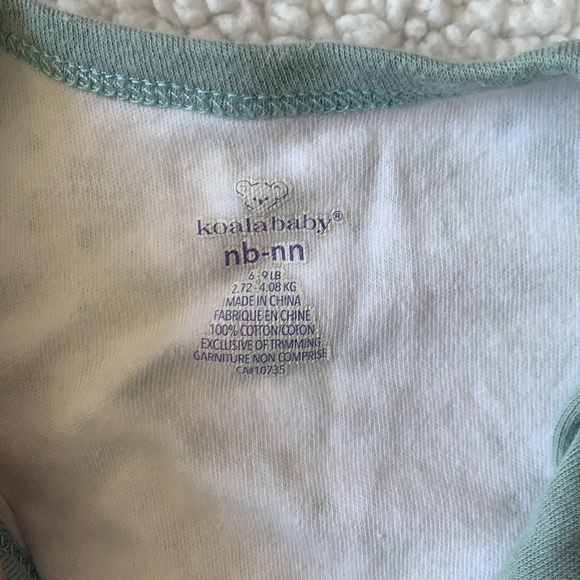 koalababy®
nb-nn
6-9 LB
2.72-4.08 KG
MADE IN CHINA
FABRIQUÉ EN CHINE
100% COTTON/COTON
EXCLUSIVE OF TRIMMING
GARNITURE NON COMPRISE
CA#10735